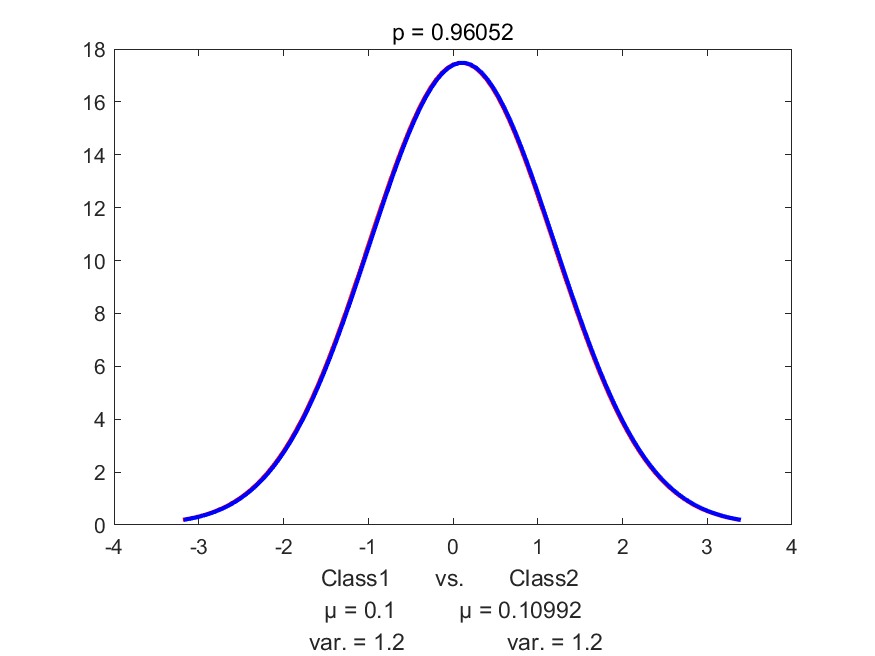 p = 0.96052
18
16
14
12
10
8
6
4
2
0
-4 -3 -2 -1 0 1 2 3 4
Class1 vs. Class2
μ = 0.1 μ = 0.10992
var. = 1.2 var. = 1.2